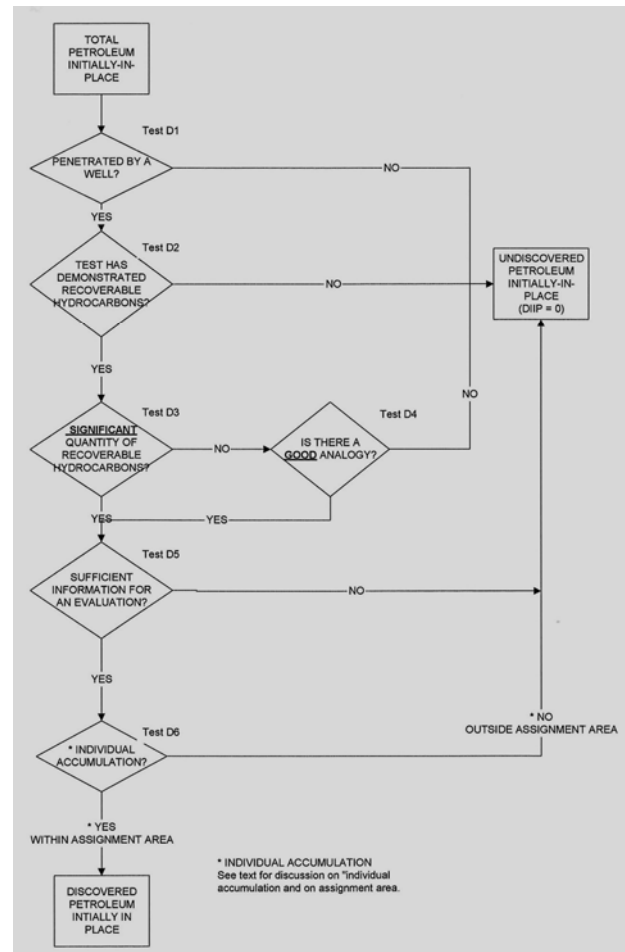 TOTAL
PETROLEUM
INITIALLY-IN-
PLACE
Test D1
PENETRATED BY A
WELL?
NO
YES
Test D2
TEST HAS
DEMONSTRATED
RECOVERABLE
HYDROCARBONS?
NO
UNDISCOVERED
PETROLEUM
INITIALLY-IN-
PLACE
(DIIP = 0)
YES
Test D3
SIGNIFICANT
QUANTITY OF
RECOVERABLE
HYDROCARBONS?
NO
Test D4
IS THERE A
GOOD ANALOGY?
NO
YES
YES
Test D5
SUFFICIENT
INFORMATION FOR
AN EVALUATION?
NO
YES
Test D6
* INDIVIDUAL
ACCUMULATION?
* NO
OUTSIDE ASSIGNMENT AREA
* YES
WITHIN ASSIGNMENT AREA
* INDIVIDUAL ACCUMULATION
See text for discussion on "individual
accumulation and on assignment area.
DISCOVERED
PETROLEUM
INTIALLY IN
PLACE